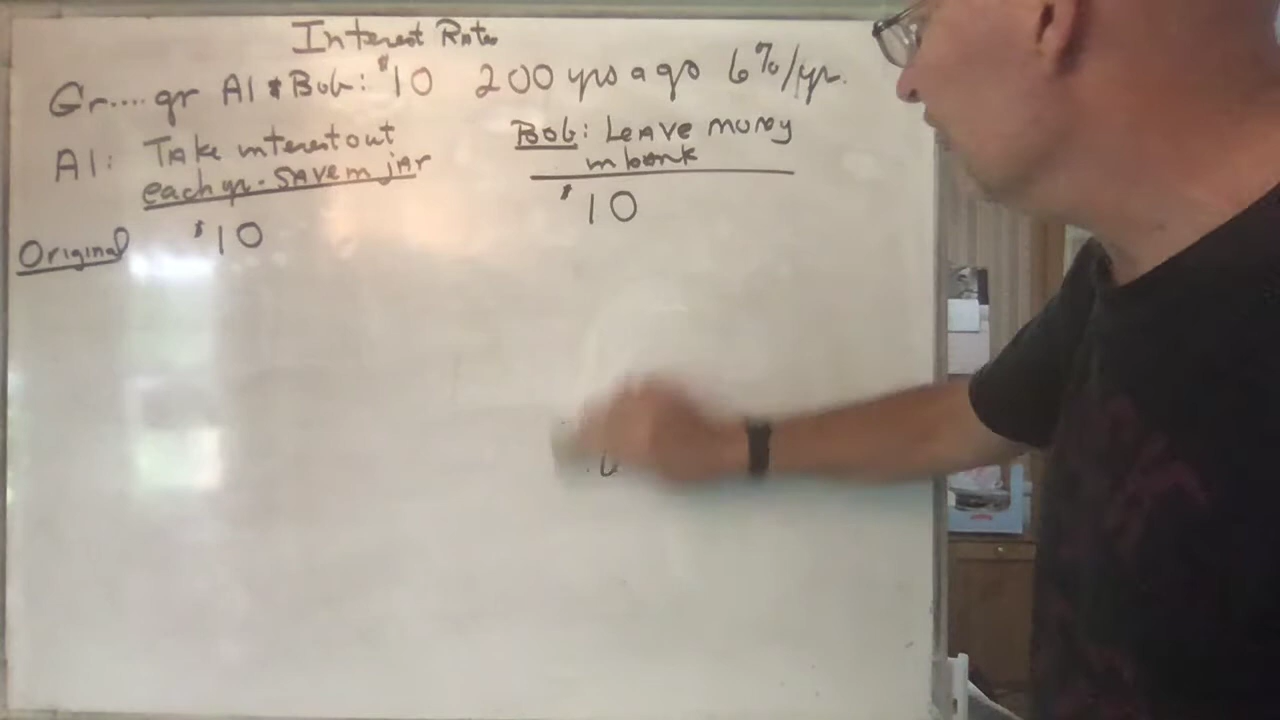 Interest Rates
Gr.... gr Al & Bob: $10 200 yrs ago 6%/yr.
Al: Take interest out
each yr. save in jar
Bob: Leave money
in bank
$10
Original $10